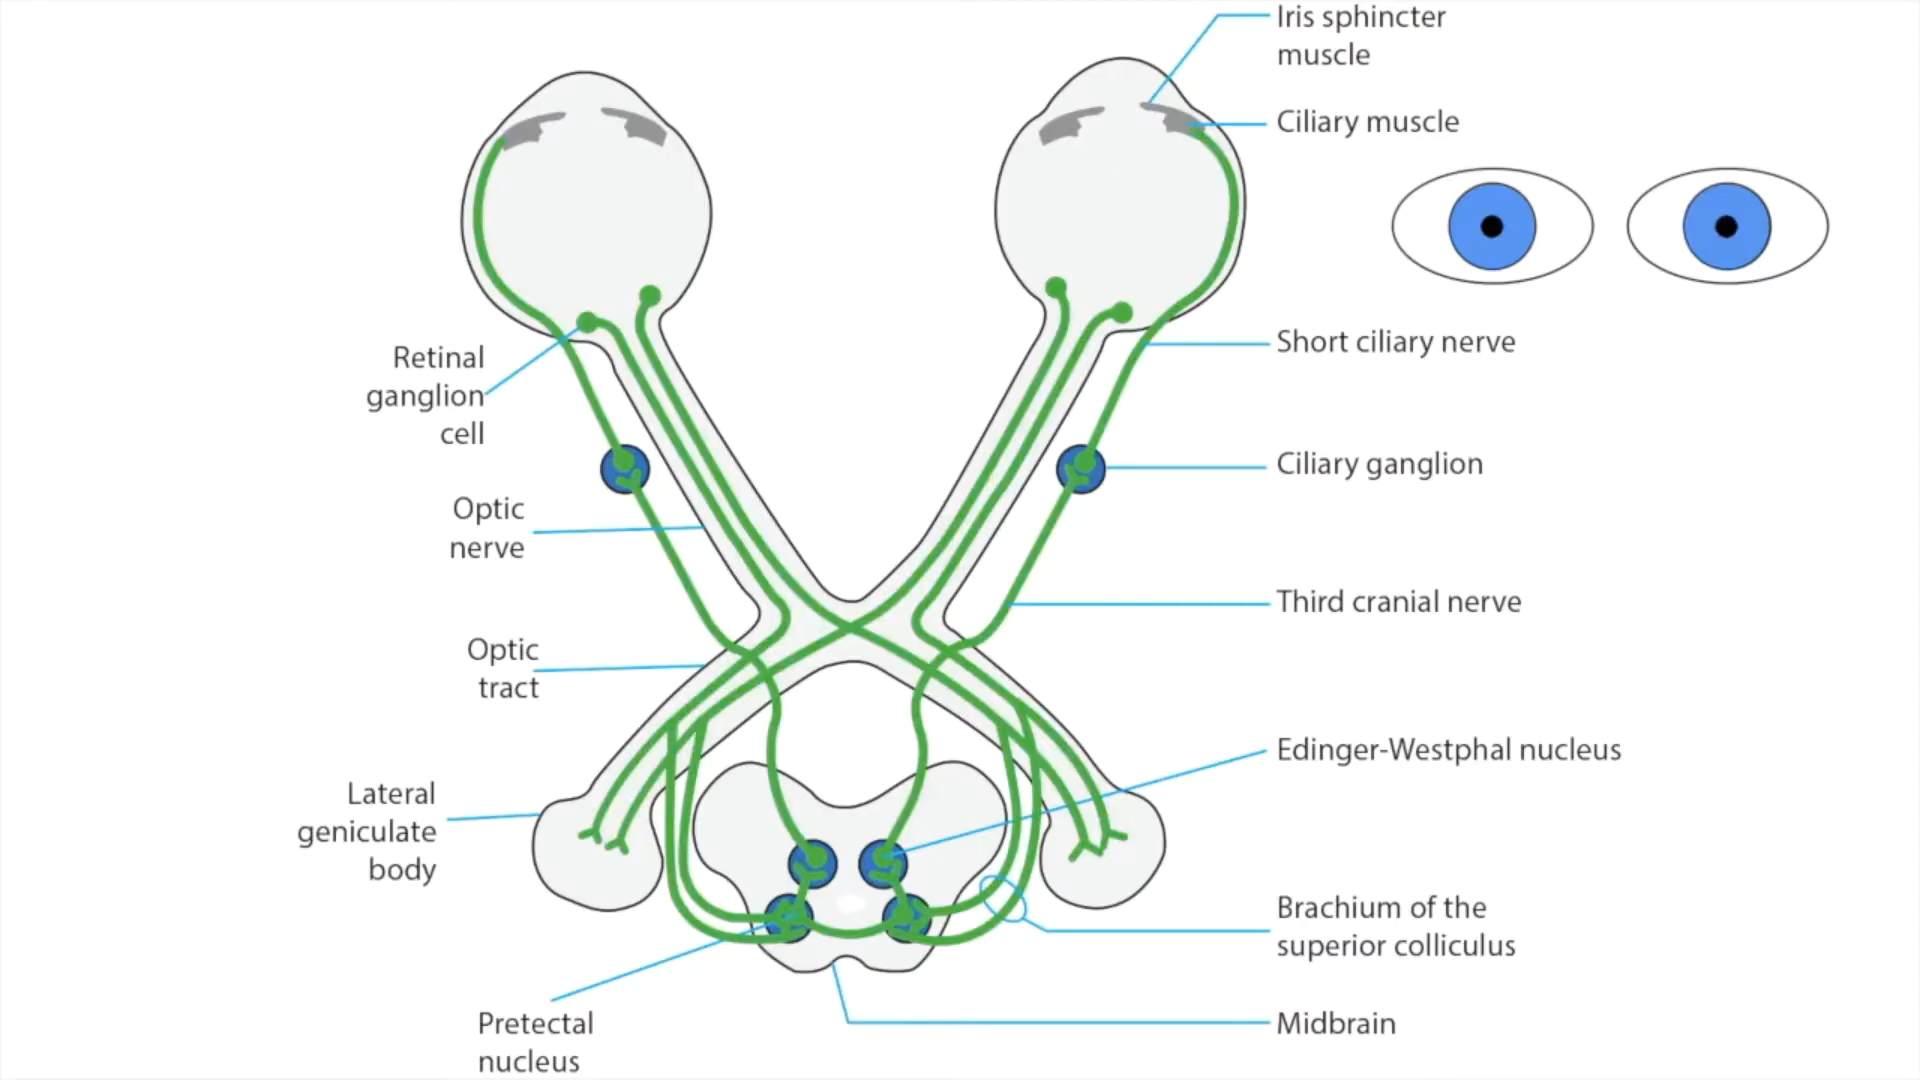 Iris sphincter
muscle
Ciliary muscle
Retinal
ganglion
cell
Short ciliary nerve
Ciliary ganglion
Optic
nerve
Third cranial nerve
Optic
tract
Edinger-Westphal nucleus
Lateral
geniculate
body
Brachium of the
superior colliculus
Pretectal
nucleus
Midbrain